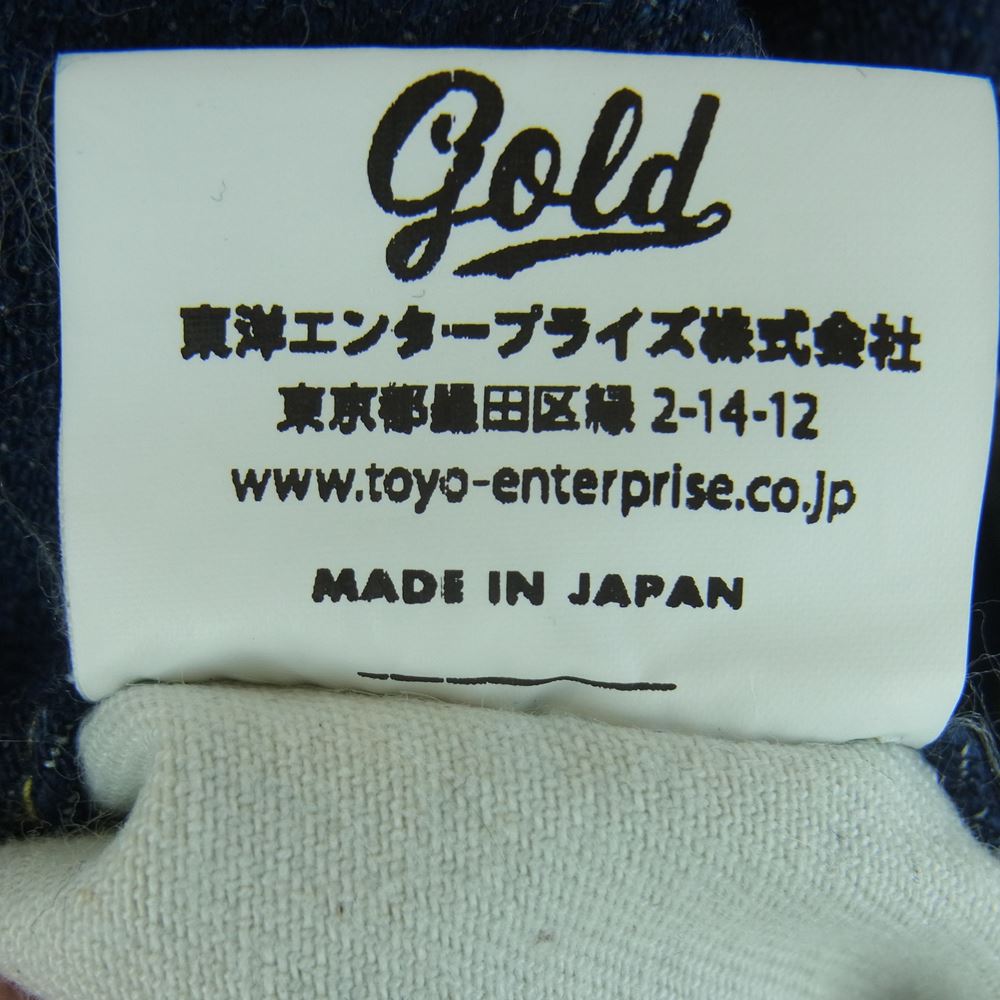 Gold
東洋エンタープライズ株式会社
東京都墨田区緑 2-14-12
www.toyo-enterprise.co.jp
MADE IN JAPAN